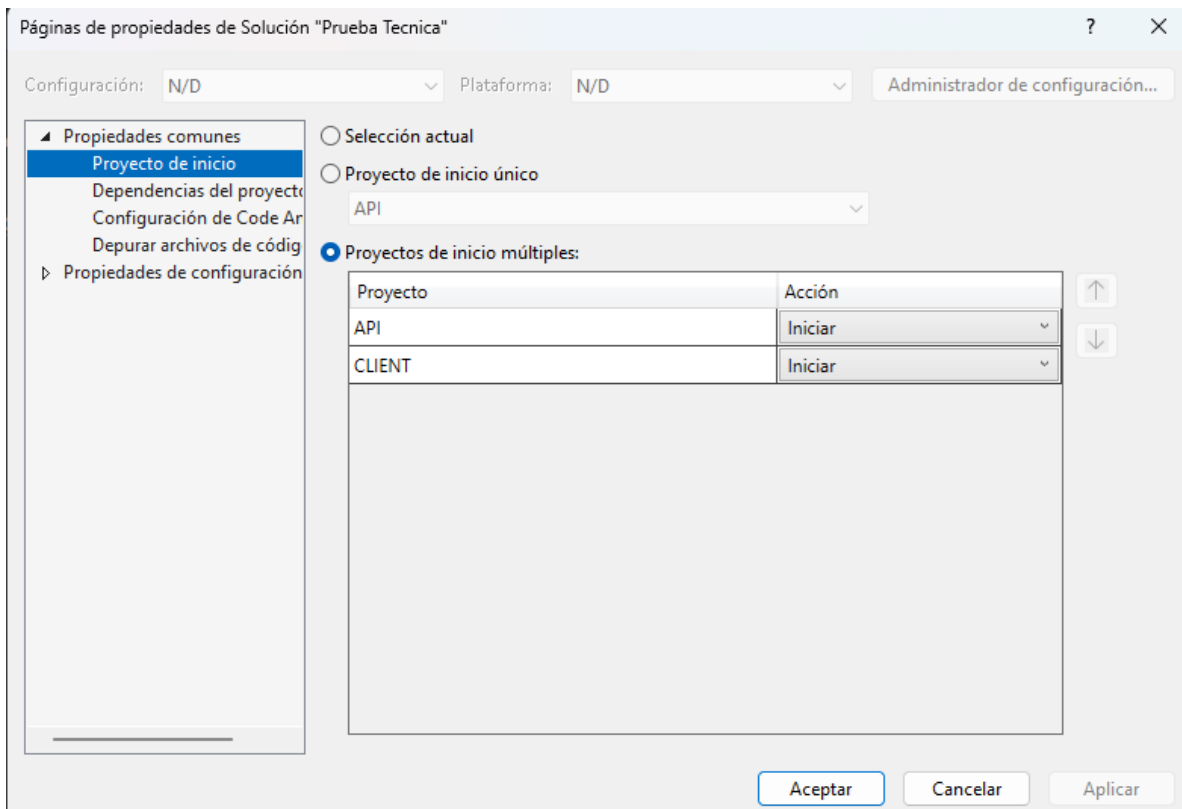 Páginas de propiedades de Solución "Prueba Tecnica"
?
Configuración: N/D Plataforma: N/D Administrador de configuración...
Propiedades comunes
Proyecto de inicio
Dependencias del proyecto
Configuración de Code An
Depurar archivos de códig
Propiedades de configuración
Selección actual
Proyecto de inicio único
API
Proyectos de inicio múltiples:
Proyecto Acción
API Iniciar
CLIENT Iniciar
Aceptar Cancelar Aplicar